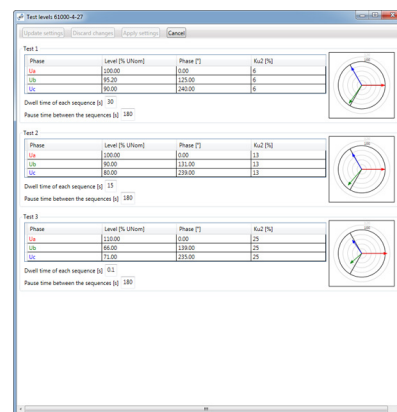 Test levels 61000-4-27
Update settings Discard changes Apply settings Cancel
Test 1
Phase Level [% UNom] Phase [°] Ku2 [%]
Ua 100.00 0.00 6
Ub 95.20 125.00 6
Uc 90.00 240.00 6
Dwell time of each sequence [s] 30
Pause time between the sequences [s] 180
Test 2
Phase Level [% UNom] Phase [°] Ku2 [%]
Ua 100.00 0.00 13
Ub 90.00 131.00 13
Uc 80.00 239.00 13
Dwell time of each sequence [s] 15
Pause time between the sequences [s] 180
Test 3
Phase Level [% UNom] Phase [°] Ku2 [%]
Ua 110.00 0.00 25
Ub 66.00 139.00 25
Uc 71.00 235.00 25
Dwell time of each sequence [s] 0.1
Pause time between the sequences [s] 180